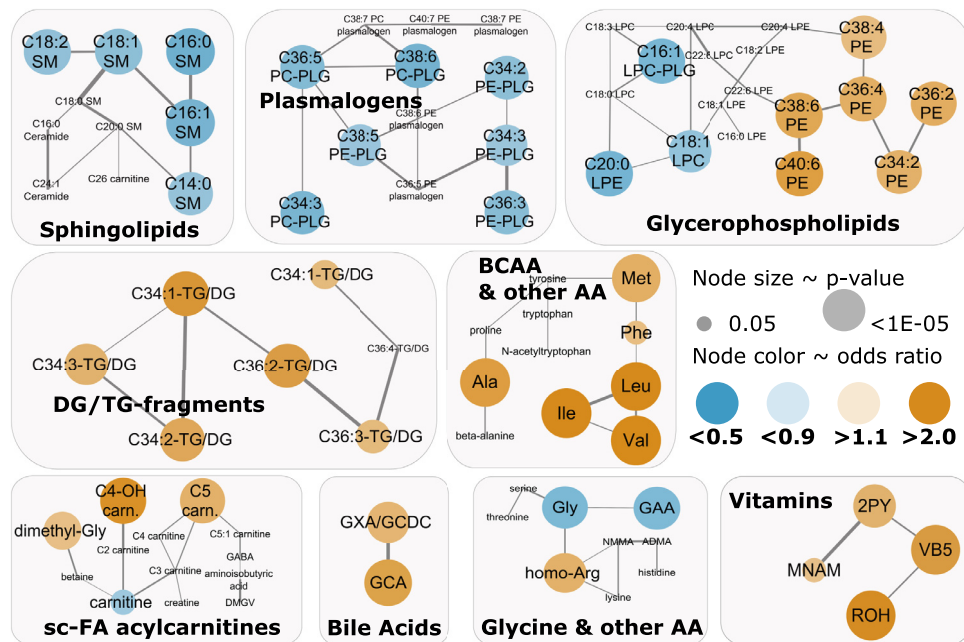 C18:2
SM
C18:1
SM
C16:0
SM
C18:0 SM
C16:0
Ceramide
C20:0 SM
C16:1
SM
C24:1
Ceramide
C26 carnitine
C14:0
SM
Sphingolipids
C38:7 PC
plasmalogen
C40:7 PE
plasmalogen
C38:7 PE
plasmalogen
C36:5
PC-PLG
C38:6
PC-PLG
C34:2
PE-PLG
Plasmalogens
C38:5
PE-PLG
C38:6 PE
plasmalogen
C34:3
PE-PLG
C36:5 PE
plasmalogen
C34:3
PC-PLG
C36:3
PE-PLG
C18:3 LPC
C20:4 LPC
C20:4 LPE
C38:4
PE
C16:1
LPC-PLG
C18:2 LPE
C22:6 LPC
C18:0 LPC
C22:6 LPE
C18:1 LPE
C38:6
PE
C36:4
PE
C36:2
PE
C16:0 LPE
C20:0
LPE
C18:1
LPC
C40:6
PE
C34:2
PE
Glycerophospholipids
C34:1-TG/DG
C34:1-TG/DG
C34:3-TG/DG
C36:2-TG/DG
C36:4-TG/DG
DG/TG-fragments
C34:2-TG/DG
C36:3-TG/DG
BCAA
& other AA
tyrosine
Met
proline
tryptophan
Phe
N-acetyltryptophan
Ala
Leu
Ile
beta-alanine
Val
Node size ~ p-value
0.05
<1E-05
Node color ~ odds ratio
<0.5
<0.9
>1.1
>2.0
C4-OH
carn.
C5
carn.
dimethyl-Gly
C4 carnitine
C5:1 carnitine
C2 carnitine
GABA
C3 carnitine
betaine
aminoisobutyric
acid
carnitine
creatine
DMGV
sc-FA acylcarnitines
GXA/GCDC
GCA
Bile Acids
serine
Gly
GAA
threonine
NMMA
ADMA
homo-Arg
histidine
lysine
Glycine & other AA
Vitamins
2PY
VB5
MNAM
ROH